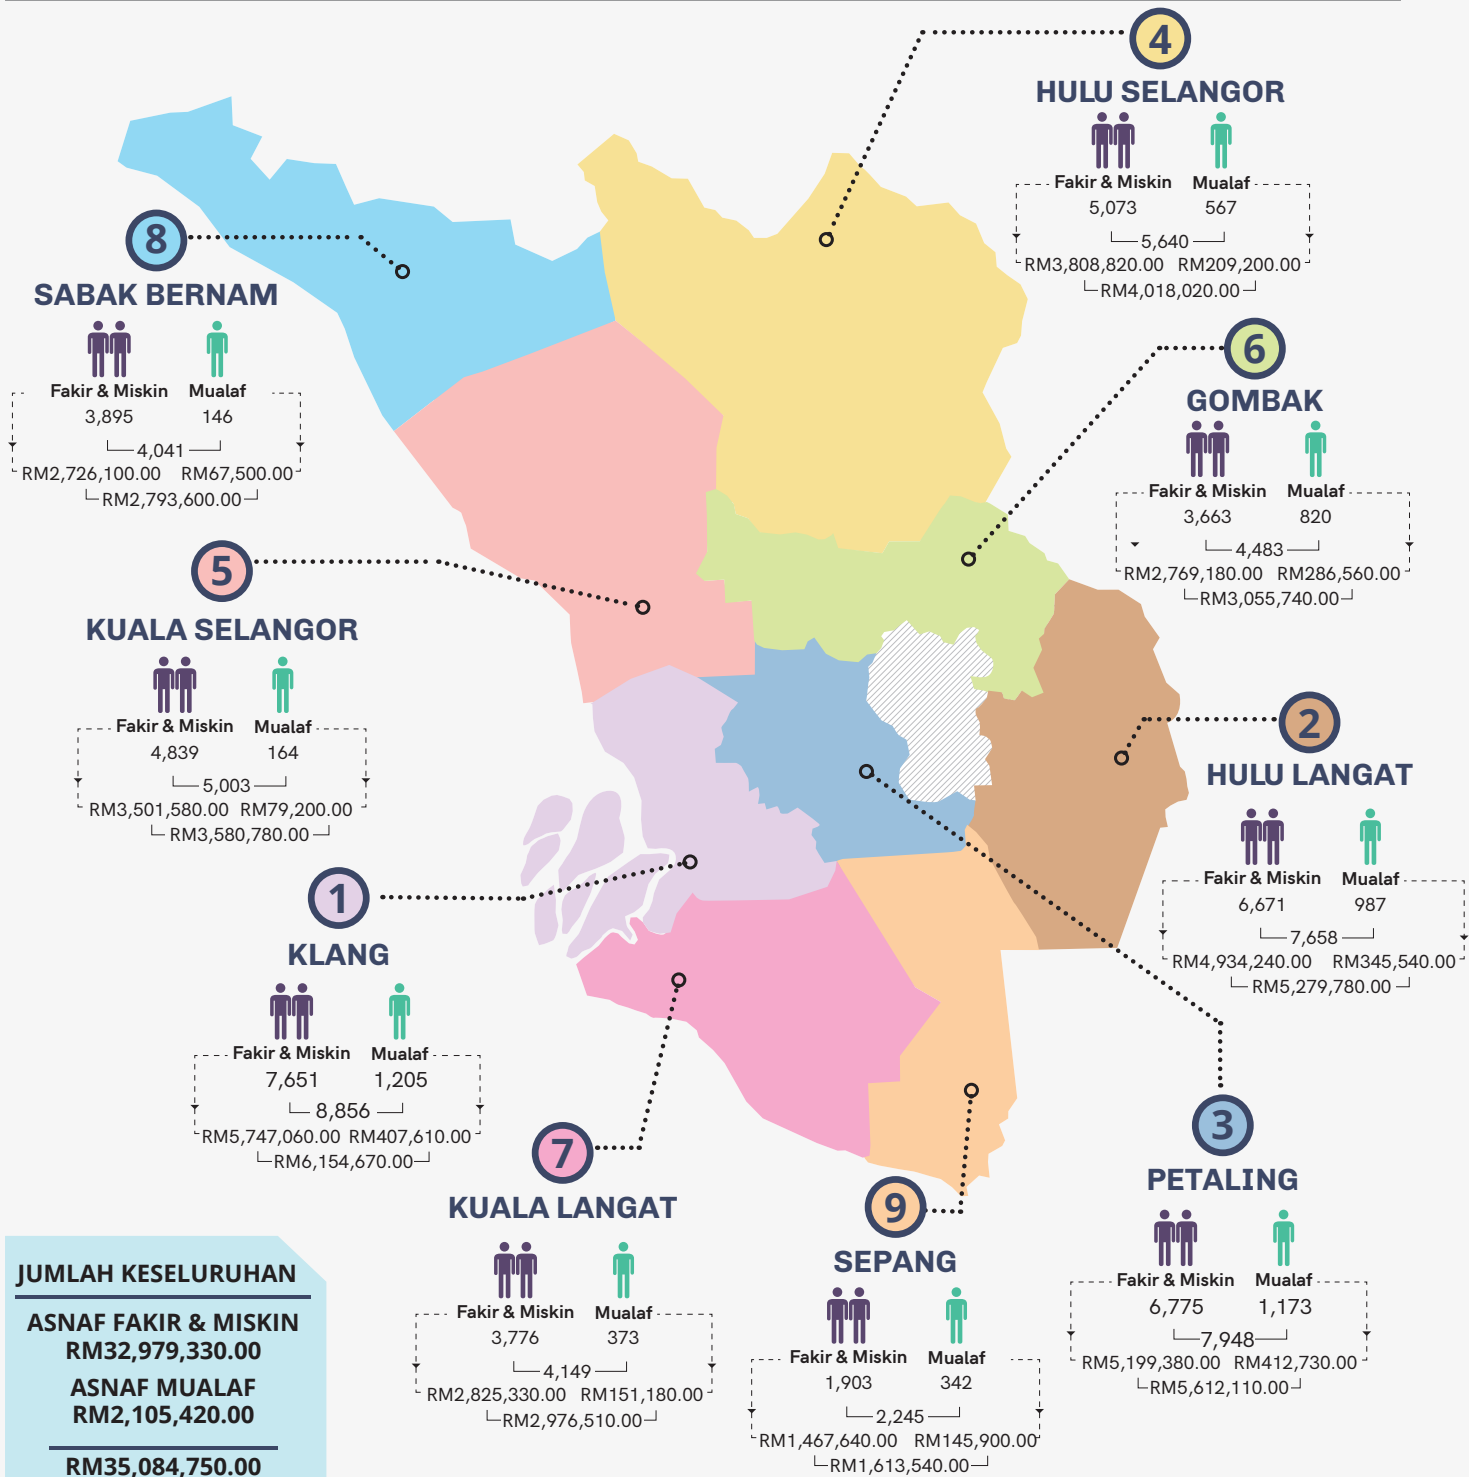 4
HULU SELANGOR
Fakir & Miskin Mualaf
5,073 567
5,640
RM3,808,820.00 RM209,200.00
RM4,018,020.00
8
SABAK BERNAM
Fakir & Miskin Mualaf
3,895 146
4,041
RM2,726,100.00 RM67,500.00
RM2,793,600.00
6
GOMBAK
Fakir & Miskin Mualaf
3,663 820
4,483
RM2,769,180.00 RM286,560.00
RM3,055,740.00
5
KUALA SELANGOR
Fakir & Miskin Mualaf
4,839 164
5,003
RM3,501,580.00 RM79,200.00
RM3,580,780.00
2
HULU LANGAT
Fakir & Miskin Mualaf
6,671 987
7,658
RM4,934,240.00 RM345,540.00
RM5,279,780.00
1
KLANG
Fakir & Miskin Mualaf
7,651 1,205
8,856
RM5,747,060.00 RM407,610.00
RM6,154,670.00
7
KUALA LANGAT
Fakir & Miskin Mualaf
3,776 373
4,149
RM2,825,330.00 RM151,180.00
RM2,976,510.00
9
SEPANG
Fakir & Miskin Mualaf
1,903 342
2,245
RM1,467,640.00 RM145,900.00
RM1,613,540.00
3
PETALING
Fakir & Miskin Mualaf
6,775 1,173
7,948
RM5,199,380.00 RM412,730.00
RM5,612,110.00
JUMLAH KESELURUHAN
ASNAF FAKIR & MISKIN
RM32,979,330.00
ASNAF MUALAF
RM2,105,420.00
RM35,084,750.00